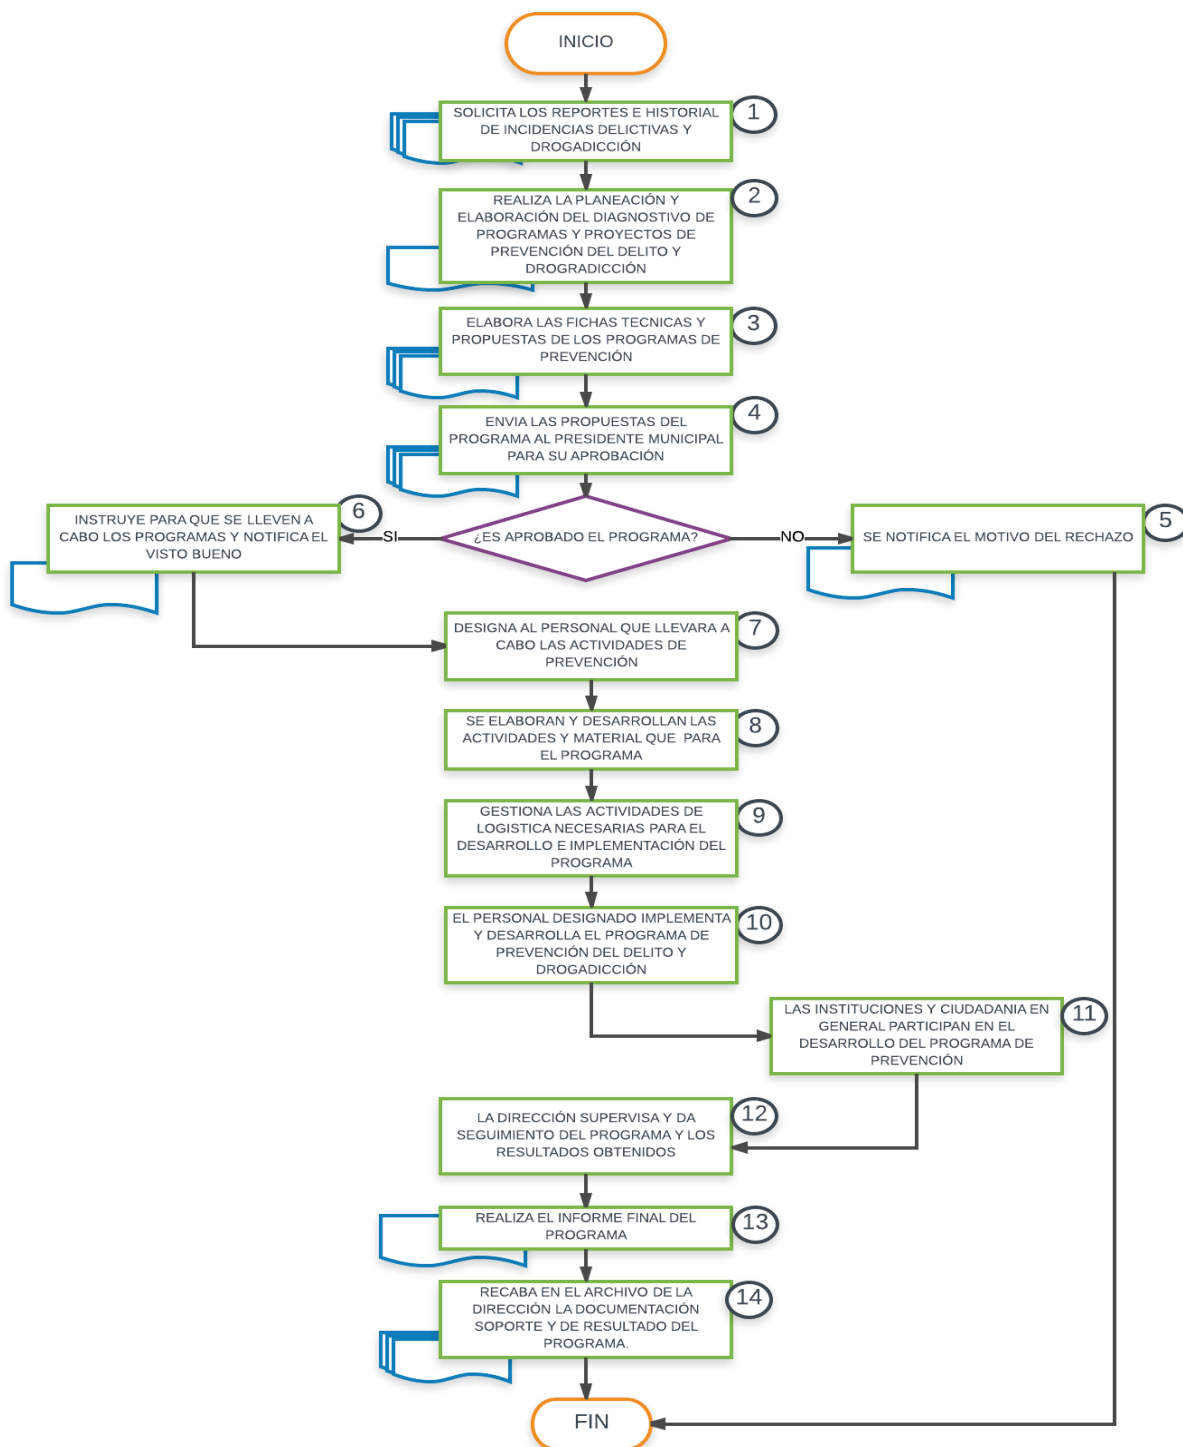 INICIO
1
SOLICITA LOS REPORTES E HISTORIAL
DE INCIDENCIAS DELICTIVAS Y
DROGADICCIÓN
2
REALIZA LA PLANEACIÓN Y
ELABORACIÓN DEL DIAGNOSTIVO DE
PROGRAMAS Y PROYECTOS DE
PREVENCIÓN DEL DELITO Y
DROGRADICCIÓN
3
ELABORA LAS FICHAS TECNICAS Y
PROPUESTAS DE LOS PROGRAMAS DE
PREVENCIÓN
4
ENVIA LAS PROPUESTAS DEL
PROGRAMA AL PRESIDENTE MUNICIPAL
PARA SU APROBACIÓN
6
INSTRUYE PARA QUE SE LLEVEN A
CABO LOS PROGRAMAS Y NOTIFICA EL
VISTO BUENO
SI
¿ES APROBADO EL PROGRAMA?
NO
5
SE NOTIFICA EL MOTIVO DEL RECHAZO
7
DESIGNA AL PERSONAL QUE LLEVARA A
CABO LAS ACTIVIDADES DE
PREVENCIÓN
8
SE ELABORAN Y DESARROLLAN LAS
ACTIVIDADES Y MATERIAL QUE PARA
EL PROGRAMA
9
GESTIONA LAS ACTIVIDADES DE
LOGISTICA NECESARIAS PARA EL
DESARROLLO E IMPLEMENTACIÓN DEL
PROGRAMA
10
EL PERSONAL DESIGNADO IMPLEMENTA
Y DESARROLLA EL PROGRAMA DE
PREVENCIÓN DEL DELITO Y
DROGADICCIÓN
11
LAS INSTITUCIONES Y CIUDADANIA EN
GENERAL PARTICIPAN EN EL
DESARROLLO DEL PROGRAMA DE
PREVENCIÓN
12
LA DIRECCIÓN SUPERVISA Y DA
SEGUIMIENTO DEL PROGRAMA Y LOS
RESULTADOS OBTENIDOS
13
REALIZA EL INFORME FINAL DEL
PROGRAMA
14
RECABA EN EL ARCHIVO DE LA
DIRECCIÓN LA DOCUMENTACIÓN
SOPORTE Y DE RESULTADO DEL
PROGRAMA.
FIN